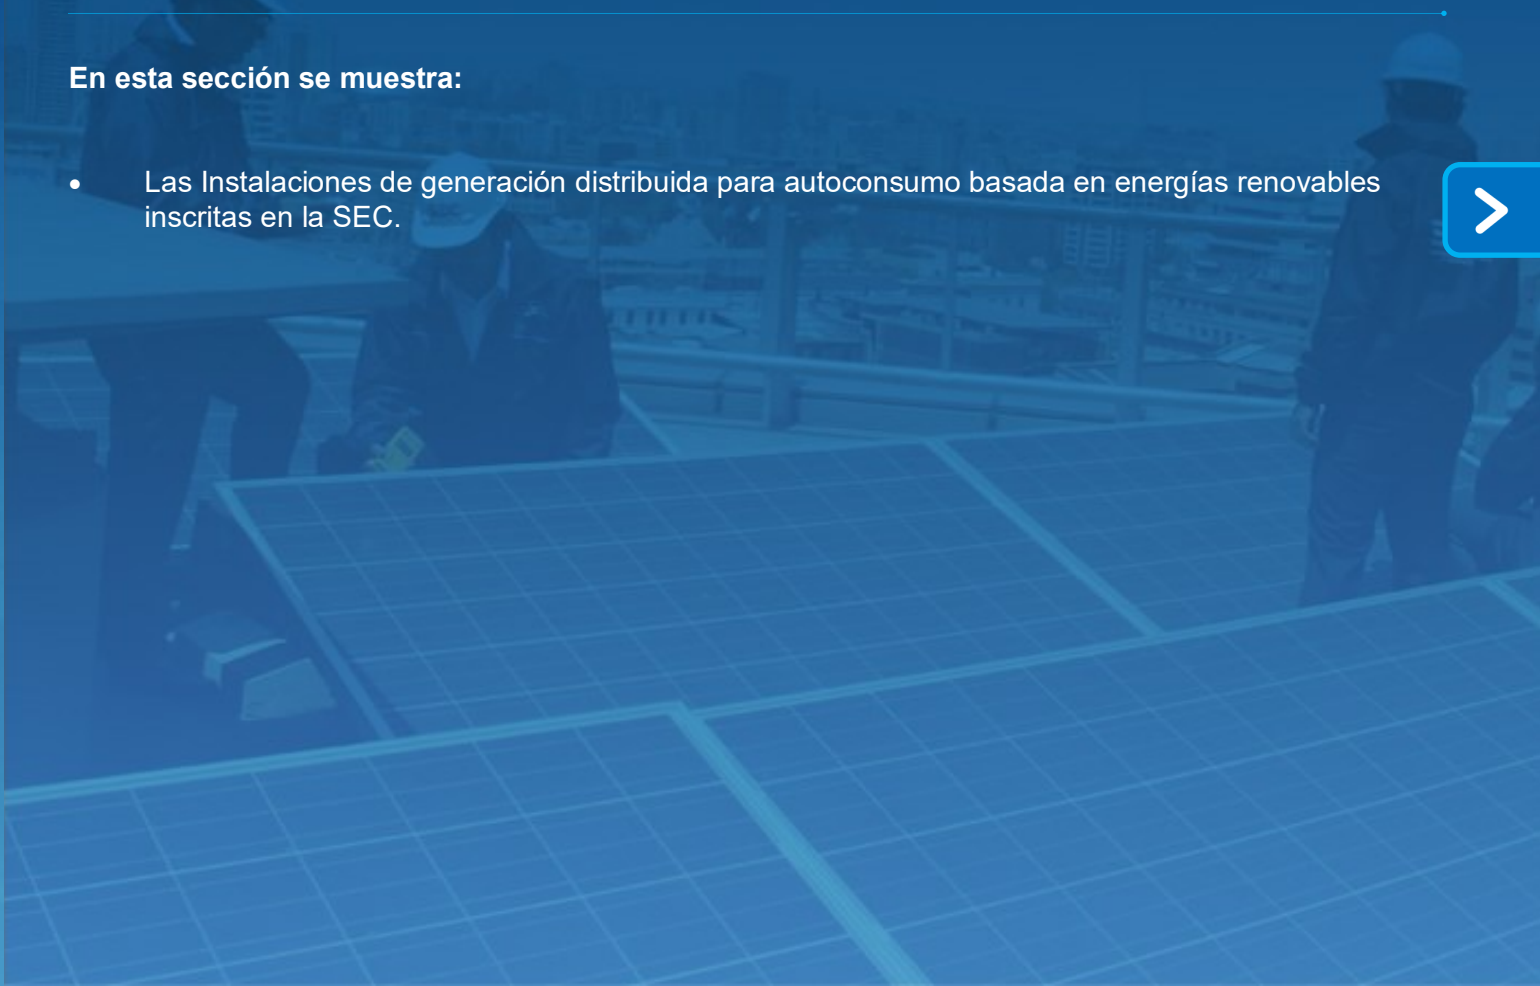 En esta sección se muestra:
• Las Instalaciones de generación distribuida para autoconsumo basada en energías renovables
inscritas en la SEC.